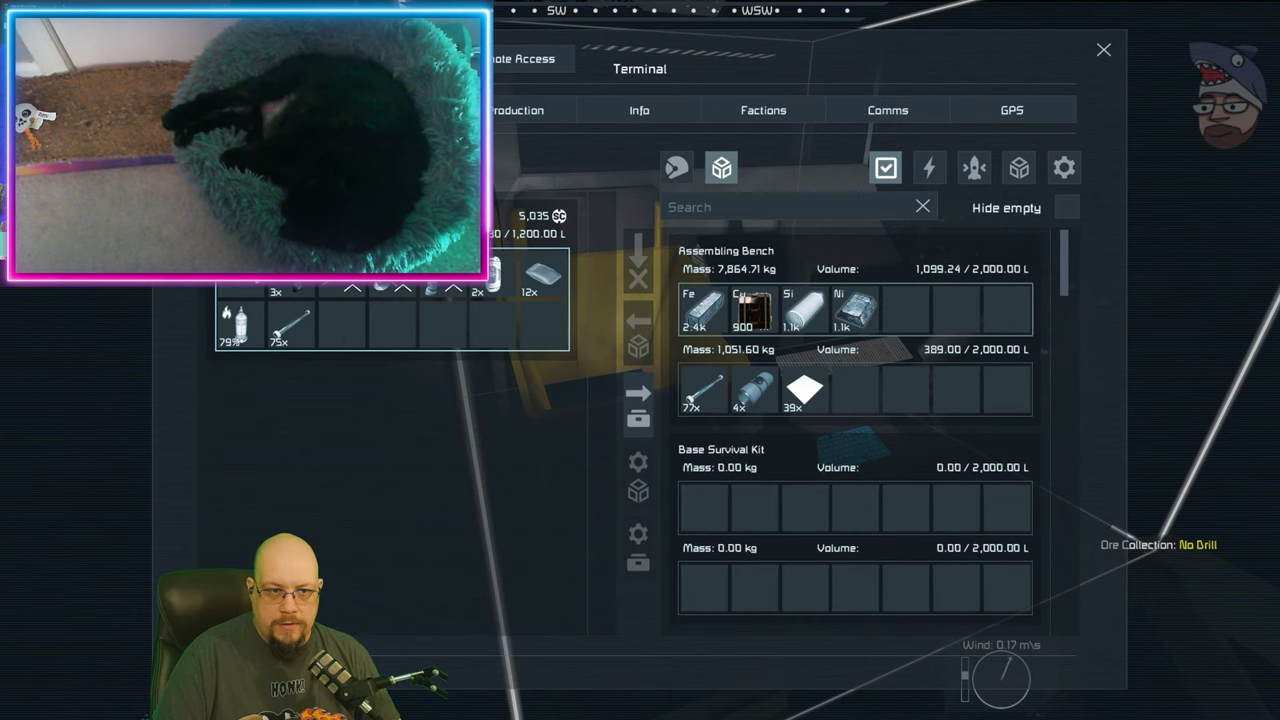 SW
WSW
ote Access
Terminal
roduction
Info
Factions
Comms
GPS
Search
Hide empty
5,035 SC
0 / 1,200.00 L
3x
2x
12x
79%
75x
Assembling Bench
Mass: 7,864.71 kg
Volume:
1,099.24 / 2,000.00 L
Fe
Cu
Si
Ni
2.4k
900
1.1k
1.1k
Mass: 1,051.60 kg
Volume:
389.00 / 2,000.00 L
77x
4x
39x
Base Survival Kit
Mass: 0.00 kg
Volume:
0.00 / 2,000.00 L
Mass: 0.00 kg
Volume:
0.00 / 2,000.00 L
Ore Collection: No Drill
Wind: 0.17 m\s
HONK!